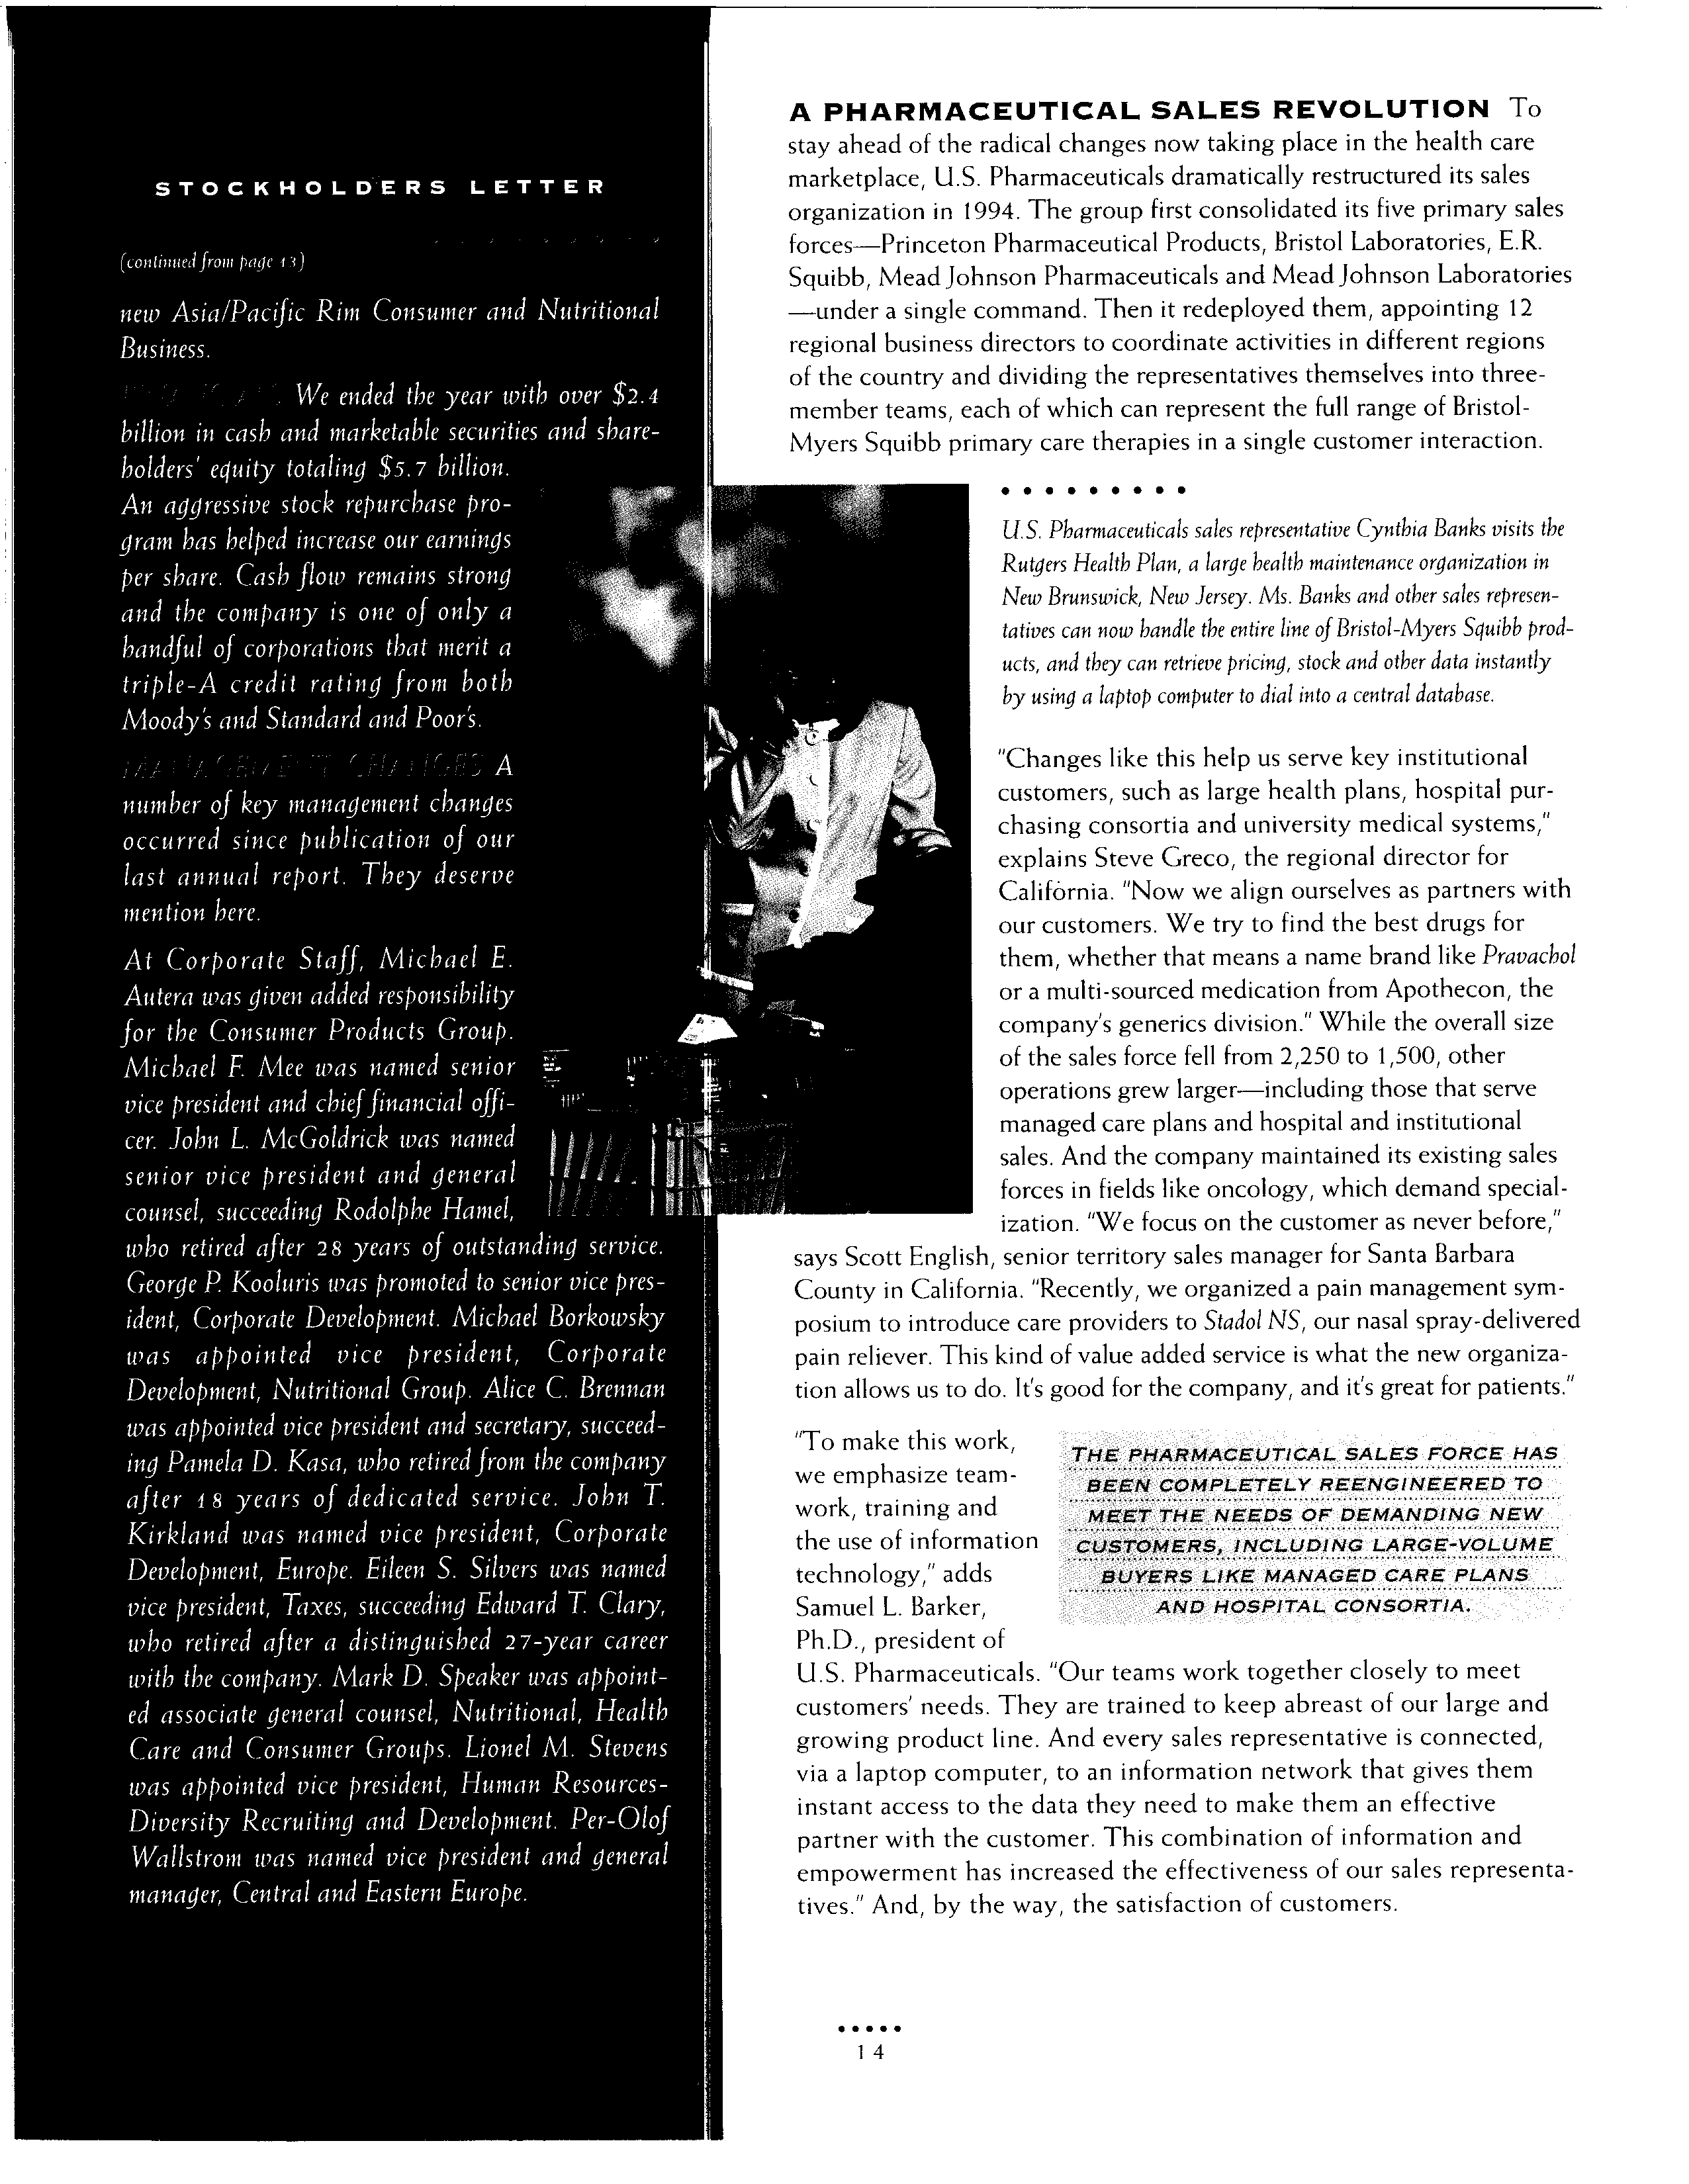 STOCKHOLDERS LETTER
(continued from page 13)
new Asia/Pacific Rim Consumer and Nutritional
Business.
We ended the year with over $2.4
billion in cash and marketable securities and share-
holders' equity totaling $5.7 billion.
An aggressive stock repurchase pro-
gram has helped increase our earnings
per share. Cash flow remains strong
and the company is one of only a
handful of corporations that merit a
triple-A credit rating from both
Moody's and Standard and Poor's.
MANAGEMENT CHANGES A
number of key management changes
occurred since publication of our
last annual report. They deserve
mention here.
At Corporate Staff, Michael E.
Autera was given added responsibility
for the Consumer Products Group.
Michael F. Mee was named senior
vice president and chief financial offi-
cer. John L. McGoldrick was named
senior vice president and general
counsel, succeeding Rodolphe Hamel,
who retired after 28 years of outstanding service.
George P. Kooluris was promoted to senior vice pres-
ident, Corporate Development. Michael Borkowsky
was appointed vice president, Corporate
Development, Nutritional Group. Alice C. Brennan
was appointed vice president and secretary, succeed-
ing Pamela D. Kasa, who retired from the company
after 18 years of dedicated service. John T.
Kirkland was named vice president, Corporate
Development, Europe. Eileen S. Silvers was named
vice president, Taxes, succeeding Edward T. Clary,
who retired after a distinguished 27-year career
with the company. Mark D. Speaker was appoint-
ed associate general counsel, Nutritional, Health
Care and Consumer Groups. Lionel M. Stevens
was appointed vice president, Human Resources-
Diversity Recruiting and Development. Per-Olof
Wallstrom was named vice president and general
manager, Central and Eastern Europe.
A PHARMACEUTICAL SALES REVOLUTION To
stay ahead of the radical changes now taking place in the health care
marketplace, U.S. Pharmaceuticals dramatically restructured its sales
organization in 1994. The group first consolidated its five primary sales
forces—Princeton Pharmaceutical Products, Bristol Laboratories, E.R.
Squibb, Mead Johnson Pharmaceuticals and Mead Johnson Laboratories
—under a single command. Then it redeployed them, appointing 12
regional business directors to coordinate activities in different regions
of the country and dividing the representatives themselves into three-
member teams, each of which can represent the full range of Bristol-
Myers Squibb primary care therapies in a single customer interaction.
U.S. Pharmaceuticals sales representative Cynthia Banks visits the
Rutgers Health Plan, a large health maintenance organization in
New Brunswick, New Jersey. Ms. Banks and other sales represen-
tatives can now handle the entire line of Bristol-Myers Squibb prod-
ucts, and they can retrieve pricing, stock and other data instantly
by using a laptop computer to dial into a central database.
"Changes like this help us serve key institutional
customers, such as large health plans, hospital pur-
chasing consortia and university medical systems,"
explains Steve Greco, the regional director for
California. "Now we align ourselves as partners with
our customers. We try to find the best drugs for
them, whether that means a name brand like Pravachol
or a multi-sourced medication from Apothecon, the
company's generics division." While the overall size
of the sales force fell from 2,250 to 1,500, other
operations grew larger—including those that serve
managed care plans and hospital and institutional
sales. And the company maintained its existing sales
forces in fields like oncology, which demand special-
ization. "We focus on the customer as never before,"
says Scott English, senior territory sales manager for Santa Barbara
County in California. "Recently, we organized a pain management sym-
posium to introduce care providers to Stadol NS, our nasal spray-delivered
pain reliever. This kind of value added service is what the new organiza-
tion allows us to do. It's good for the company, and it's great for patients."
"To make this work,
we emphasize team-
work, training and
the use of information
technology," adds
Samuel L. Barker,
Ph.D., president of
U.S. Pharmaceuticals. "Our teams work together closely to meet
customers' needs. They are trained to keep abreast of our large and
growing product line. And every sales representative is connected,
via a laptop computer, to an information network that gives them
instant access to the data they need to make them an effective
partner with the customer. This combination of information and
empowerment has increased the effectiveness of our sales representa-
tives." And, by the way, the satisfaction of customers.
THE PHARMACEUTICAL SALES FORCE HAS
BEEN COMPLETELY REENGINEERED TO
MEET THE NEEDS OF DEMANDING NEW
CUSTOMERS, INCLUDING LARGE-VOLUME
BUYERS LIKE MANAGED CARE PLANS
AND HOSPITAL CONSORTIA.
14